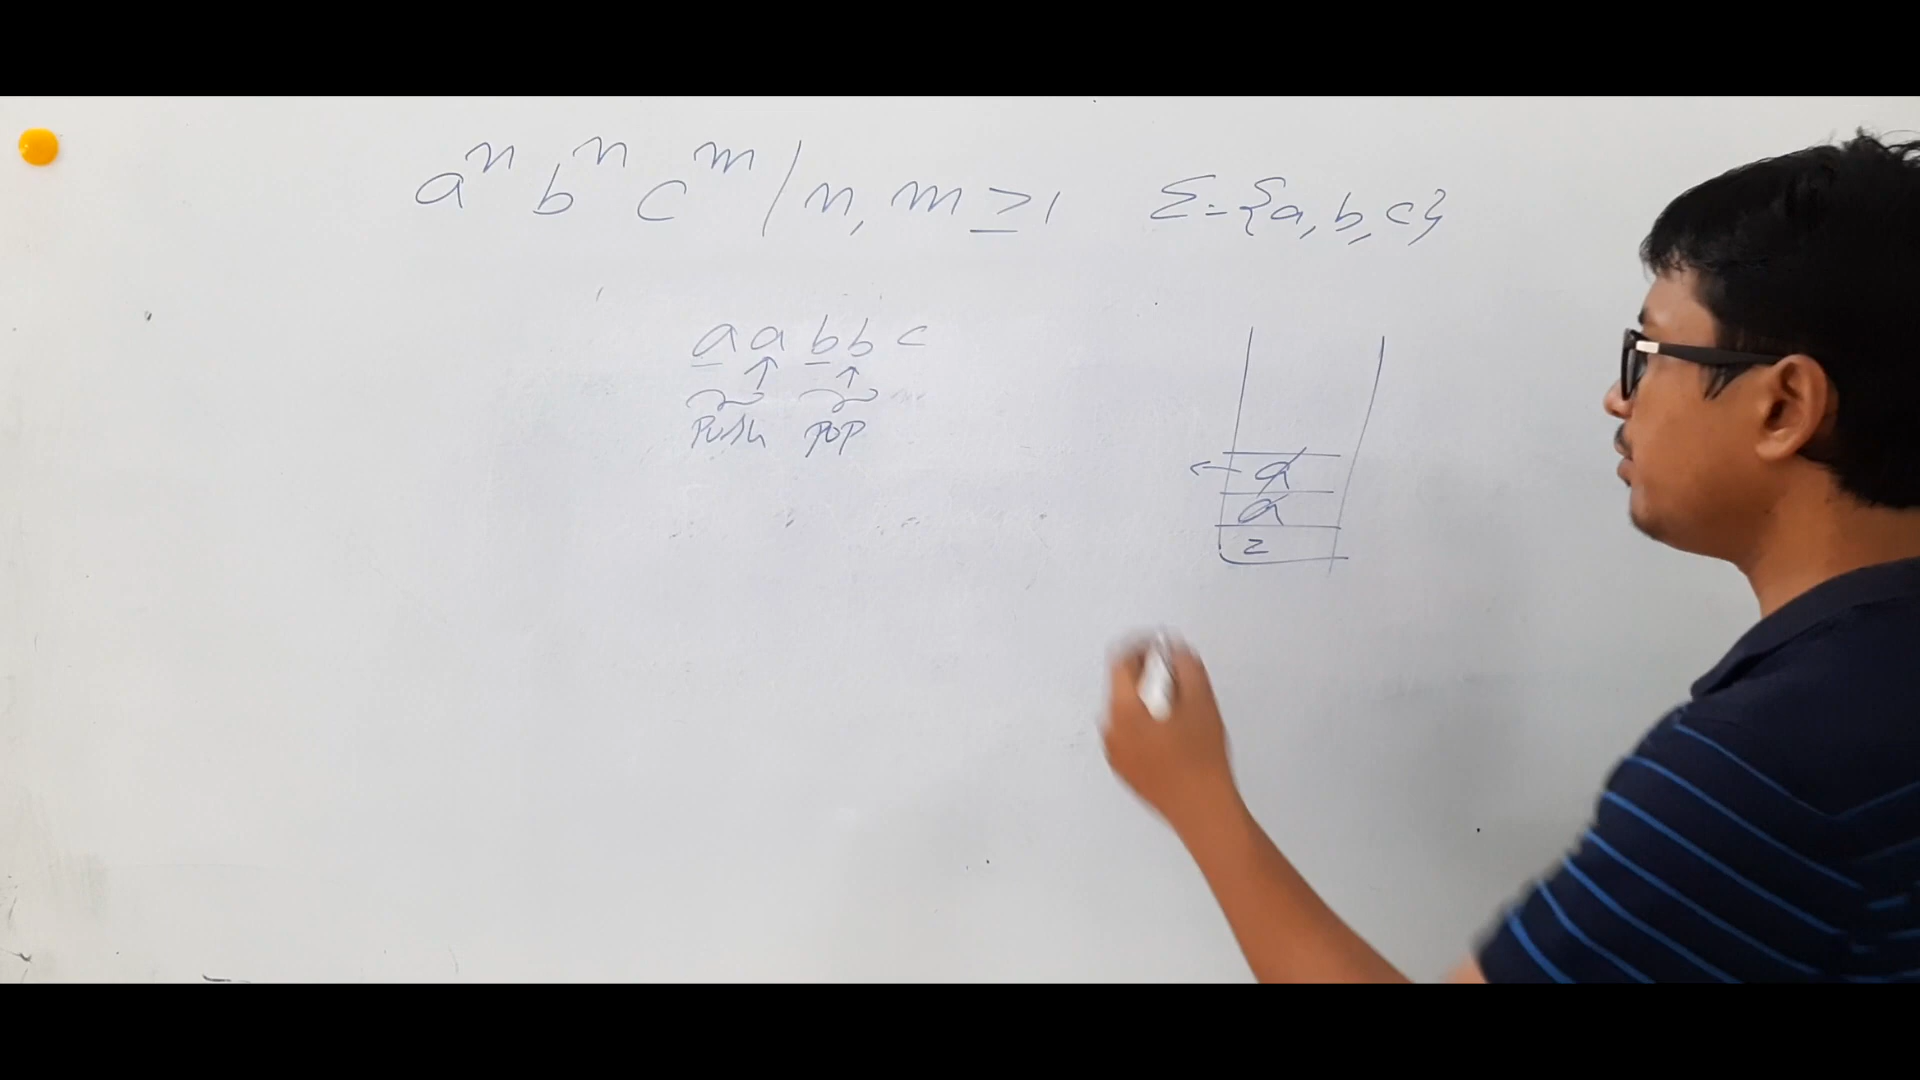 aⁿ bⁿ cᵐ / n, m ≥ 1 Σ = {a, b, c}
a a b b c
push pop
a
a
z